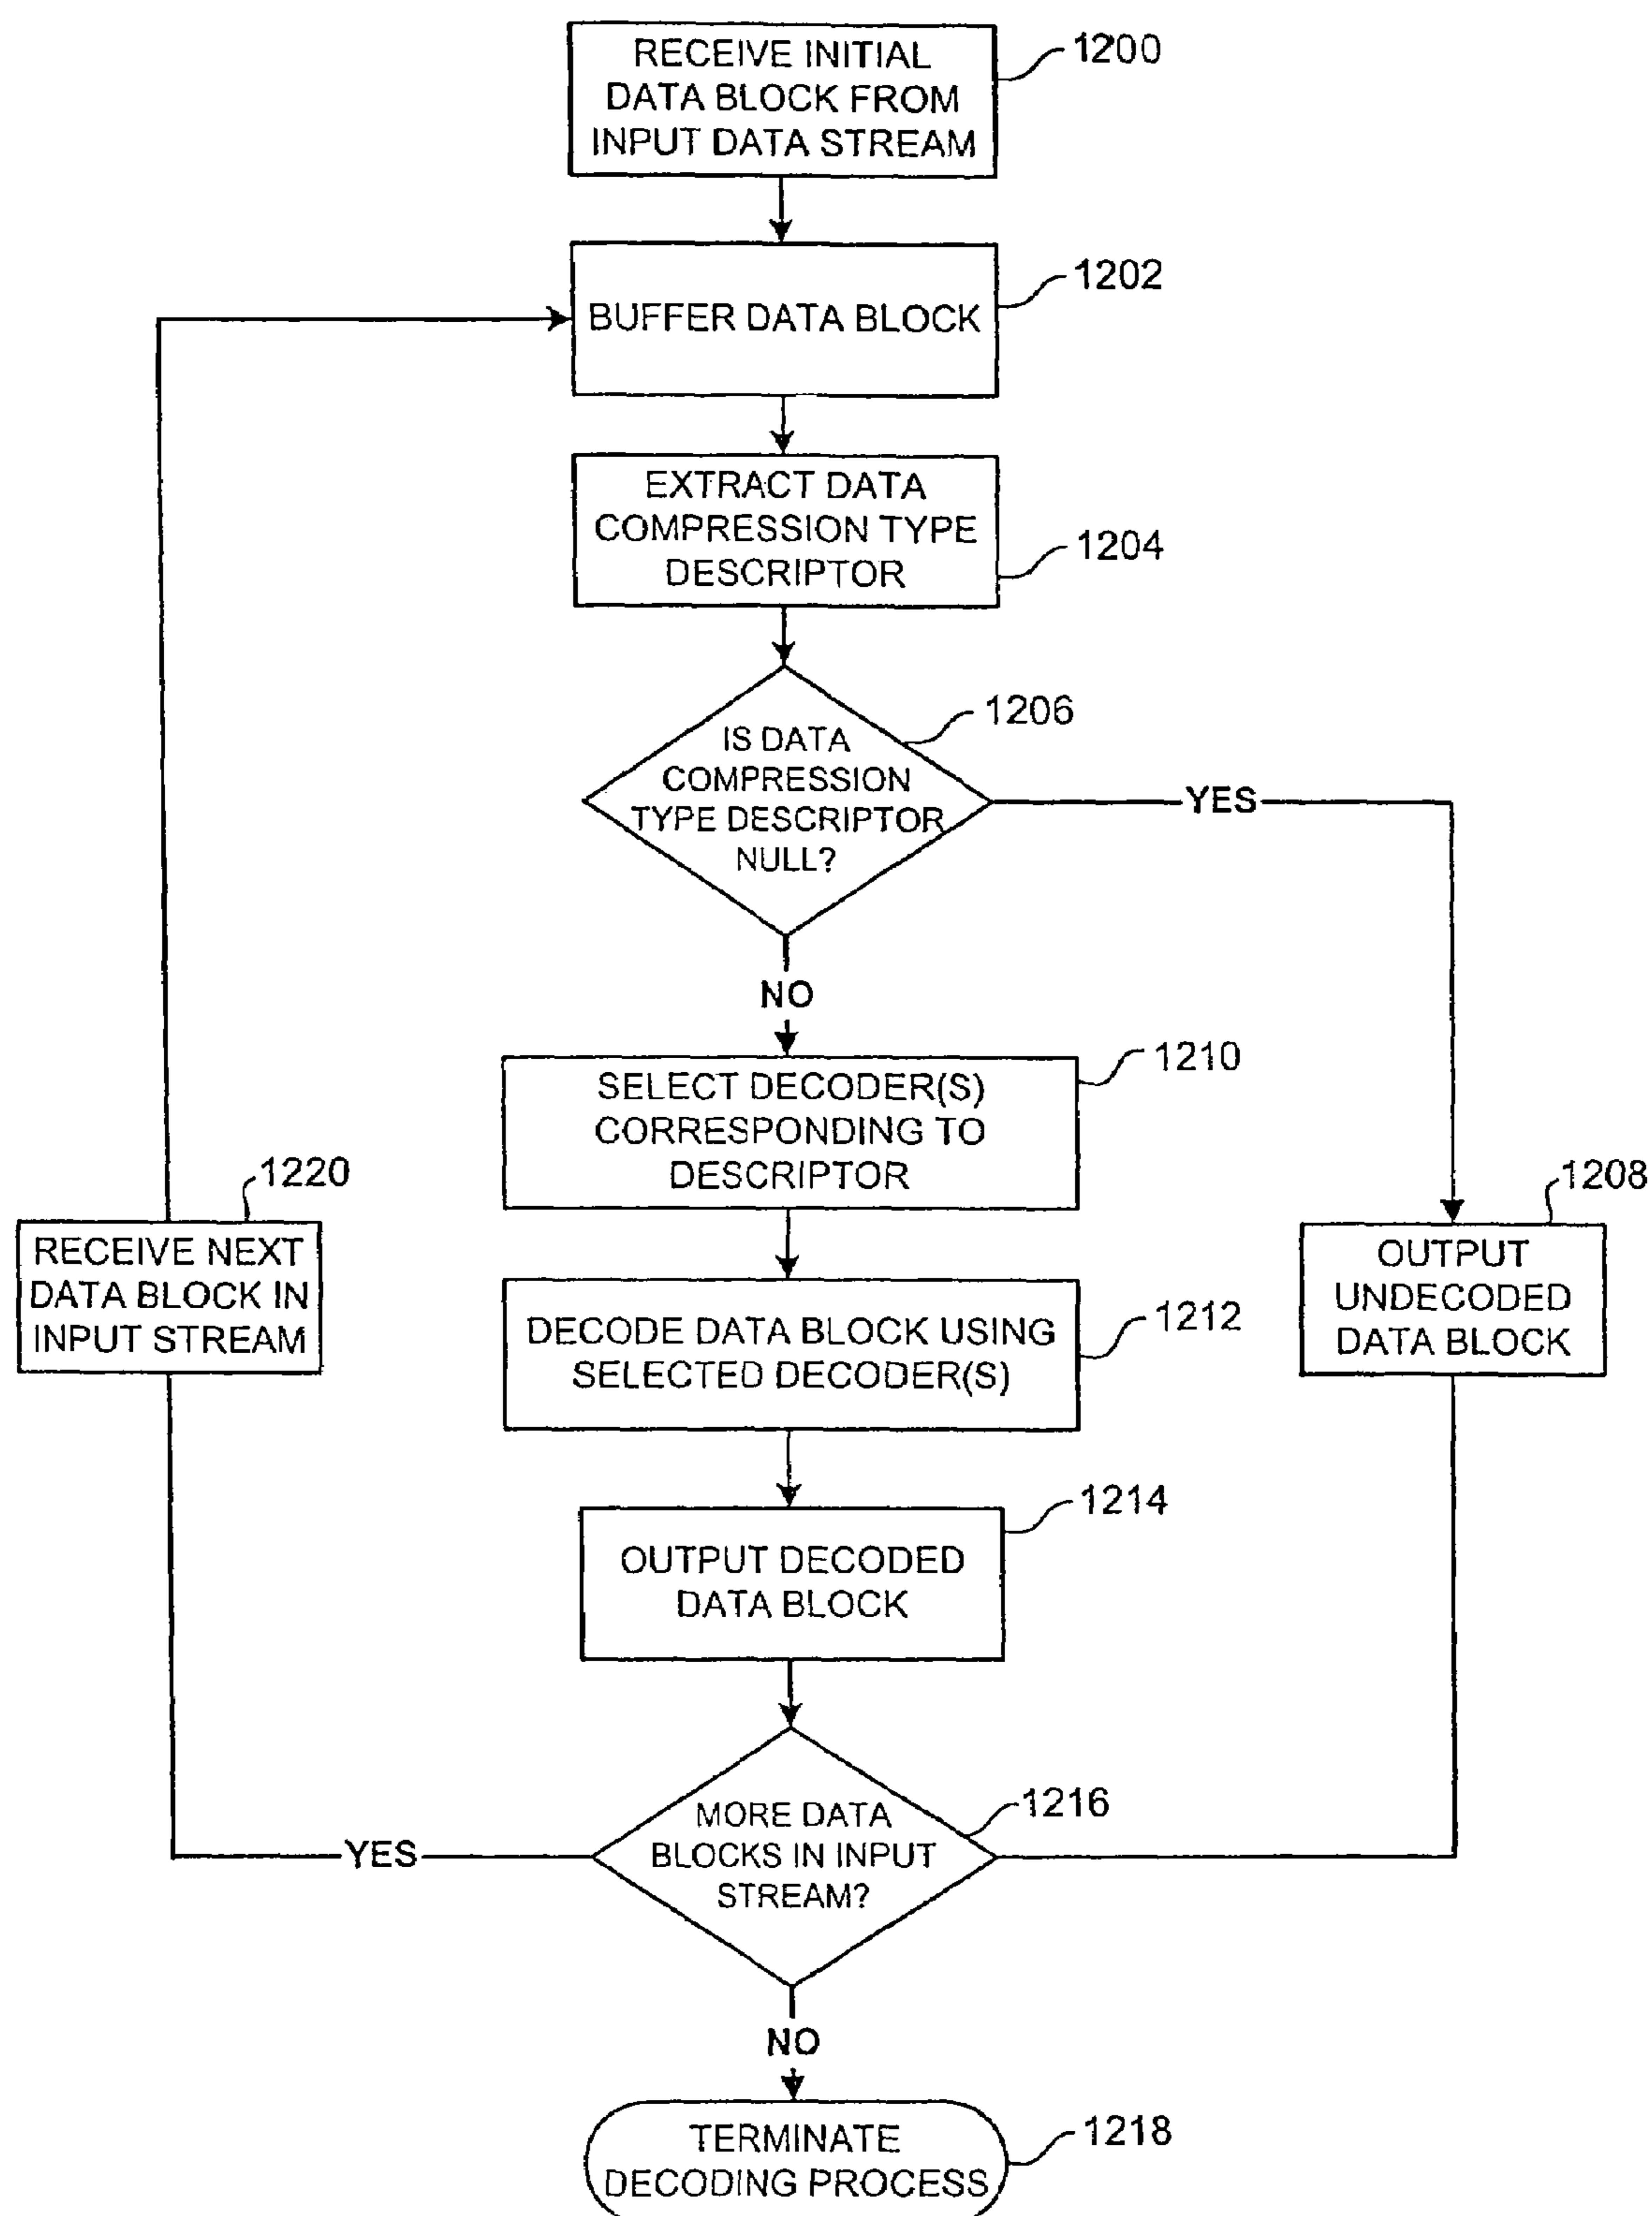 RECEIVE INITIAL
DATA BLOCK FROM
INPUT DATA STREAM
1200
BUFFER DATA BLOCK
1202
EXTRACT DATA
COMPRESSION TYPE
DESCRIPTOR
1204
IS DATA
COMPRESSION
TYPE DESCRIPTOR
NULL?
1206
YES
NO
SELECT DECODER(S)
CORRESPONDING TO
DESCRIPTOR
1210
1220
RECEIVE NEXT
DATA BLOCK IN
INPUT STREAM
1208
OUTPUT
UNDECODED
DATA BLOCK
DECODE DATA BLOCK USING
SELECTED DECODER(S)
1212
OUTPUT DECODED
DATA BLOCK
1214
MORE DATA
BLOCKS IN INPUT
STREAM?
1216
YES
NO
TERMINATE
DECODING PROCESS
1218